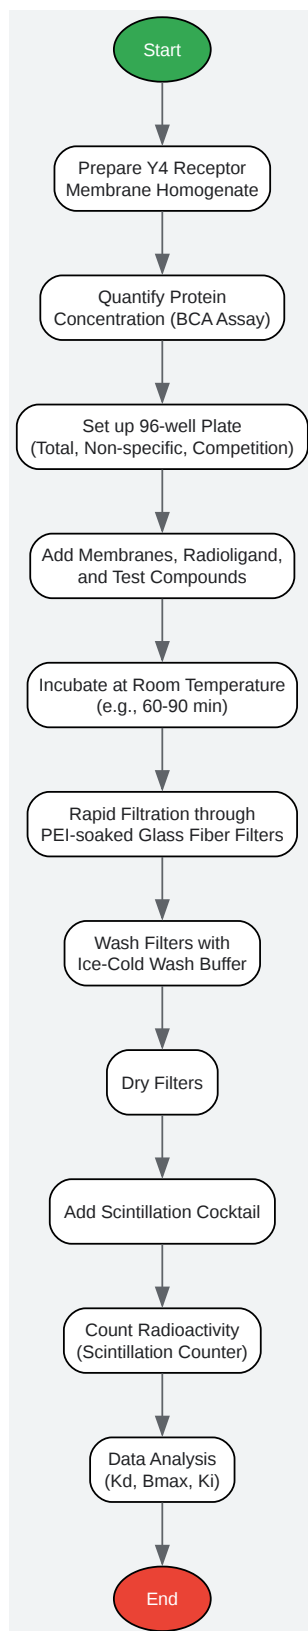 Start
Prepare Y4 Receptor
Membrane Homogenate
Quantify Protein
Concentration (BCA Assay)
Set up 96-well Plate
(Total, Non-specific, Competition)
Add Membranes, Radioligand,
and Test Compounds
Incubate at Room Temperature
(e.g., 60-90 min)
Rapid Filtration through
PEI-soaked Glass Fiber Filters
Wash Filters with
Ice-Cold Wash Buffer
Dry Filters
Add Scintillation Cocktail
Count Radioactivity
(Scintillation Counter)
Data Analysis
(Kd, Bmax, Ki)
End